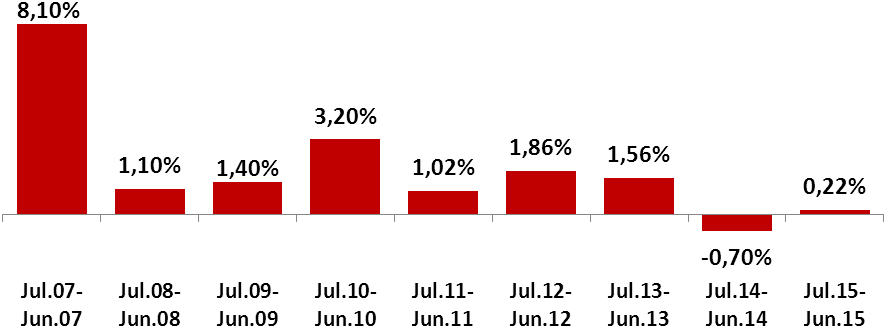 8,10%
1,10%
1,40%
3,20%
1,02%
1,86%
1,56%
-0,70%
0,22%
Jul.07-
Jun.07
Jul.08-
Jun.08
Jul.09-
Jun.09
Jul.10-
Jun.10
Jul.11-
Jun.11
Jul.12-
Jun.12
Jul.13-
Jun.13
Jul.14-
Jun.14
Jul.15-
Jun.15